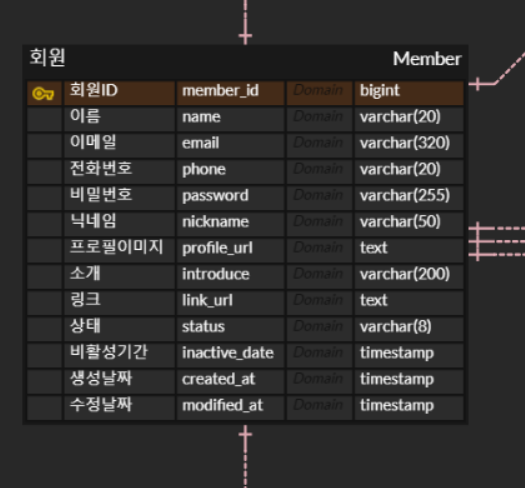 회원 Member
회원ID member_id Domain bigint
이름 name Domain varchar(20)
이메일 email Domain varchar(320)
전화번호 phone Domain varchar(20)
비밀번호 password Domain varchar(255)
닉네임 nickname Domain varchar(50)
프로필이미지 profile_url Domain text
소개 introduce Domain varchar(200)
링크 link_url Domain text
상태 status Domain varchar(8)
비활성기간 inactive_date Domain timestamp
생성날짜 created_at Domain timestamp
수정날짜 modified_at Domain timestamp